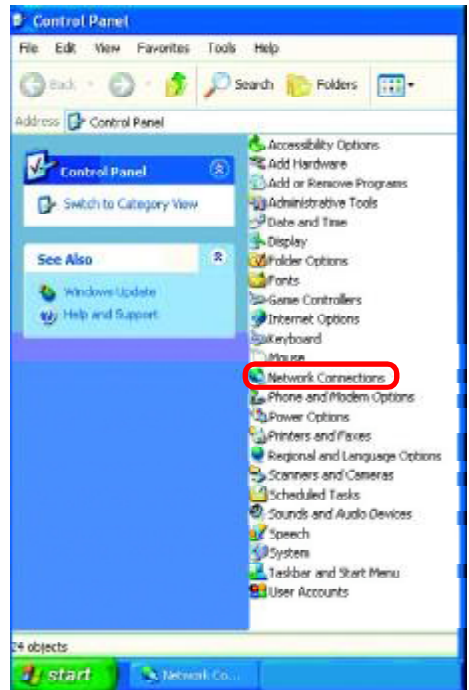 Control Panel
File Edit View Favorites Tools Help
Back Search Folders
Address Control Panel
Control Panel
Switch to Category View
See Also
Windows Update
Help and Support
Accessibility Options
Add Hardware
Add or Remove Programs
Administrative Tools
Date and Time
Display
Folder Options
Fonts
Game Controllers
Internet Options
Keyboard
Mouse
Network Connections
Phone and Modem Options
Power Options
Printers and Faxes
Regional and Language Options
Scanners and Cameras
Scheduled Tasks
Sounds and Audio Devices
Speech
System
Taskbar and Start Menu
User Accounts
24 objects
start Network Co...